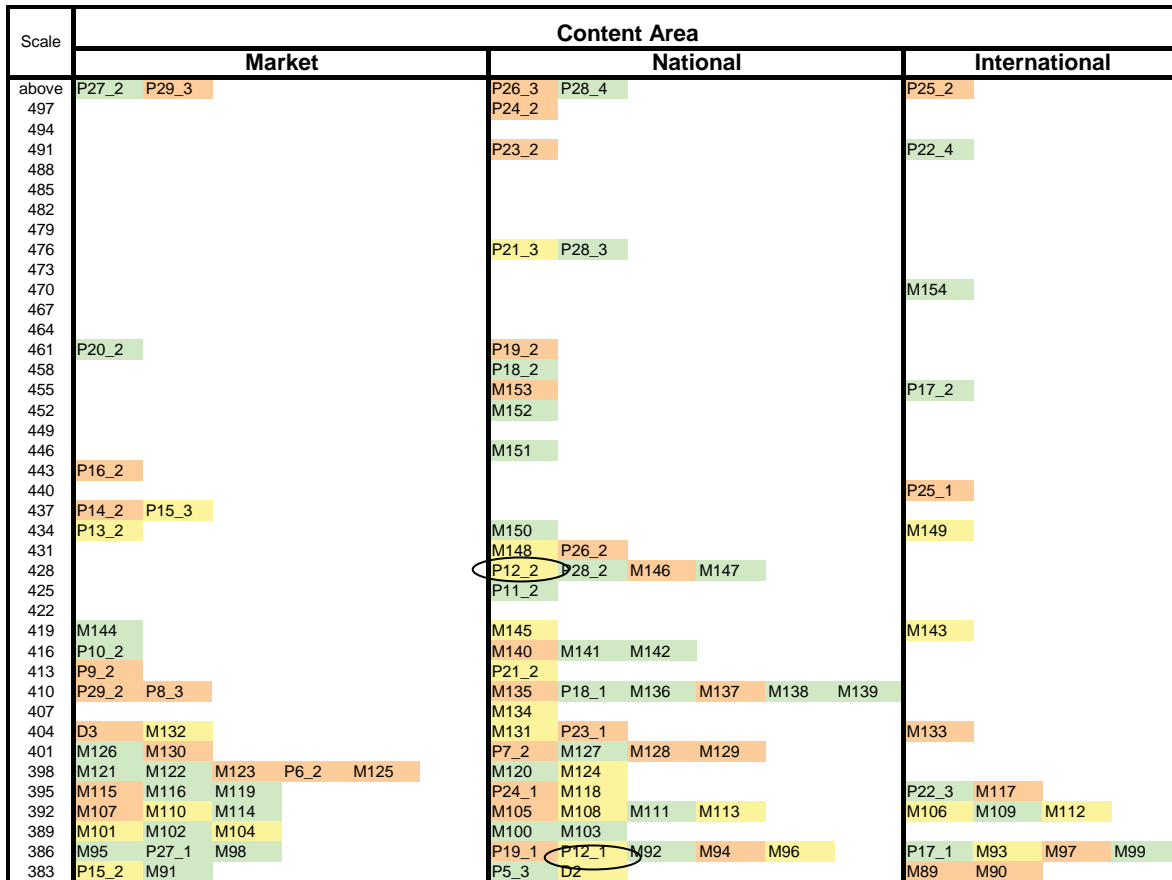 Scale Content Area
Market National International
above P27_2 P29_3 P26_3 P28_4 P25_2
497 P24_2
494
491 P23_2 P22_4
488
485
482
479
476 P21_3 P28_3
473
470 M154
467
464
461 P20_2 P19_2
458 P18_2
455 M153 P17_2
452 M152
449
446 M151
443 P16_2
440 P25_1
437 P14_2 P15_3
434 P13_2 M150 M149
431 M148 P26_2
428 P12_2 P28_2 M146 M147
425 P11_2
422
419 M144 M145 M143
416 P10_2 M140 M141 M142
413 P9_2 P21_2
410 P29_2 P8_3 M135 P18_1 M136 M137 M138 M139
407 M134
404 D3 M132 M131 P23_1 M133
401 M126 M130 P7_2 M127 M128 M129
398 M121 M122 M123 P6_2 M125 M120 M124
395 M115 M116 M119 P24_1 M118 P22_3 M117
392 M107 M110 M114 M105 M108 M111 M113 M106 M109 M112
389 M101 M102 M104 M100 M103
386 M95 P27_1 M98 P19_1 P12_1 M92 M94 M96 P17_1 M93 M97 M99
383 P15_2 M91 P5_3 D2 M89 M90